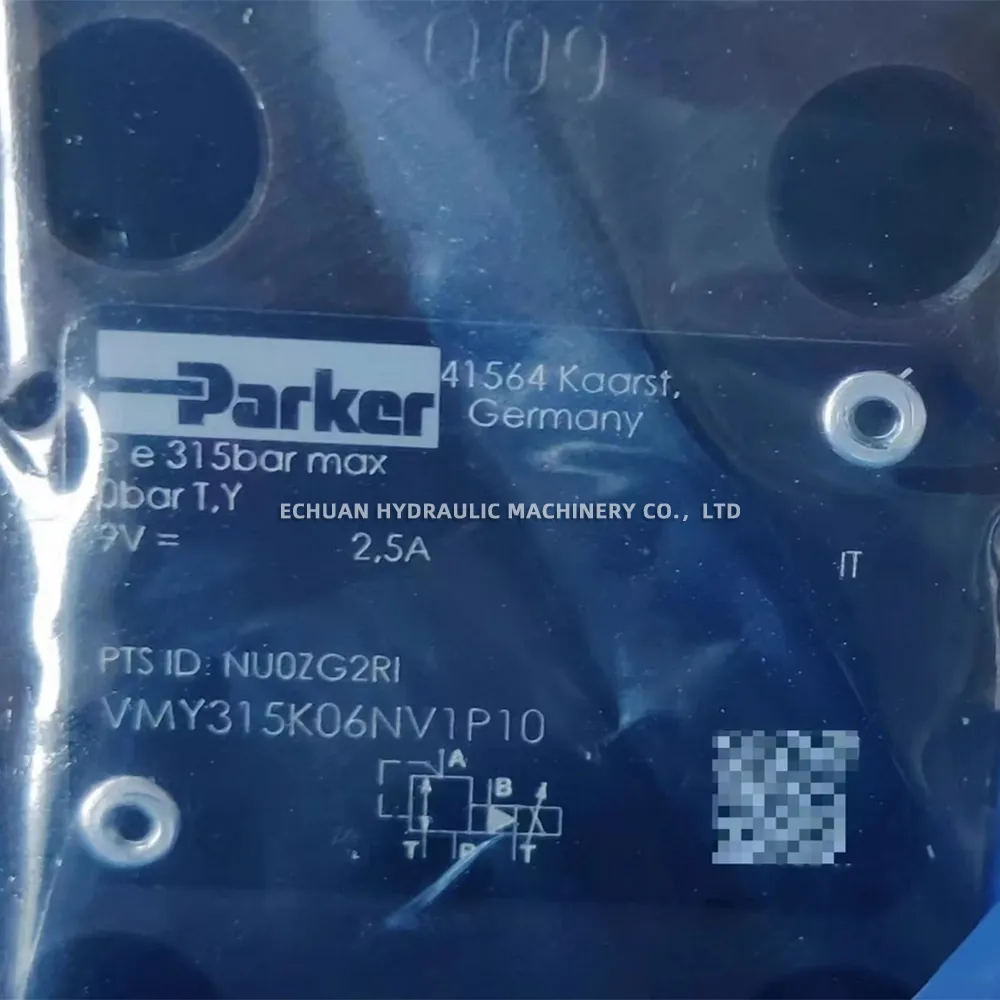 009
Parker
41564 Kaarst,
Germany
e 315bar max
0bar T,Y
ECHUAN HYDRAULIC MACHINERY CO., LTD
9V = 2,5A
IT
PTS ID: NU0ZG2RI
VMY315K06NV1P10
A
B
T P T